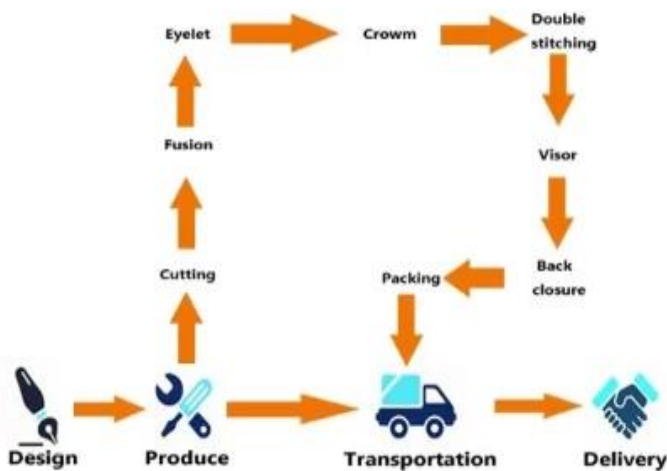 Eyelet
Crowm
Double
stitching
Fusion
Visor
Cutting
Packing
Back
closure
Design
Produce
Transportation
Delivery